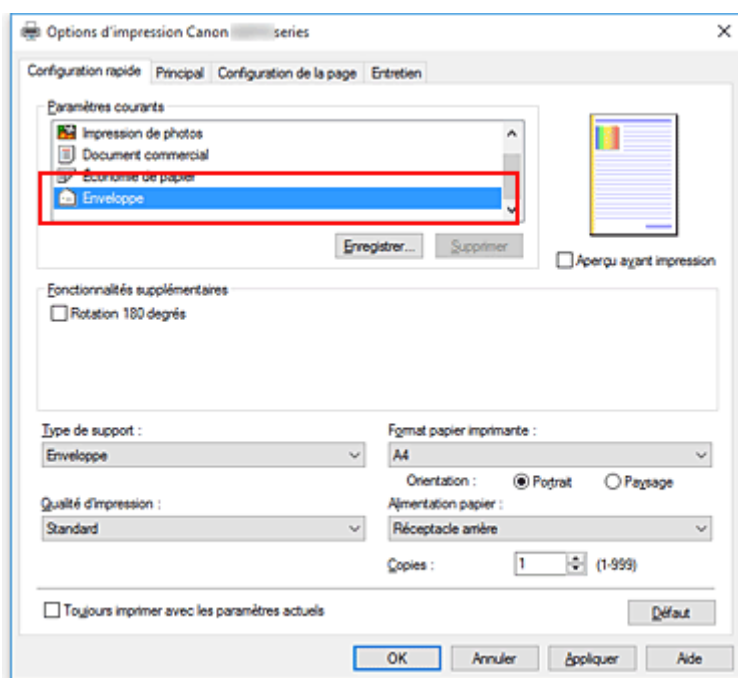 Options d'impression Canon series
Configuration rapide Principal Configuration de la page Entretien
Paramètres courants
Impression de photos
Document commercial
Économie de papier
Enveloppe
Enregistrer... Supprimer
Aperçu avant impression
Fonctionnalités supplémentaires
Rotation 180 degrés
Type de support : Format papier imprimante :
Enveloppe A4
Orientation : Portrait Paysage
Qualité d'impression : Alimentation papier :
Standard Réceptacle arrière
Copies : 1 (1-999)
Toujours imprimer avec les paramètres actuels Défaut
OK Annuler Appliquer Aide